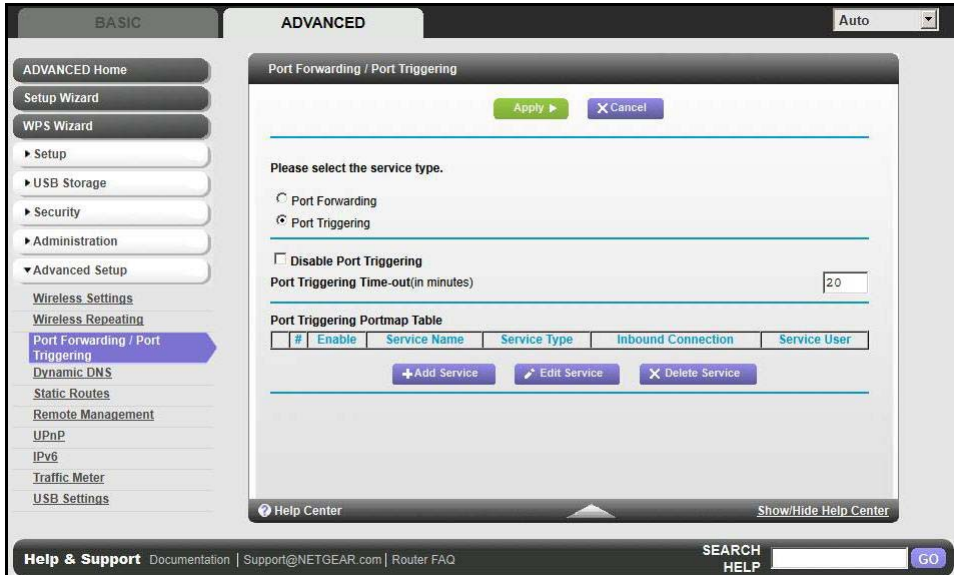 BASIC
ADVANCED
Auto
ADVANCED Home
Setup Wizard
WPS Wizard
Setup
USB Storage
Security
Administration
Advanced Setup
Wireless Settings
Wireless Repeating
Port Forwarding / Port
Triggering
Dynamic DNS
Static Routes
Remote Management
UPnP
IPv6
Traffic Meter
USB Settings
Port Forwarding / Port Triggering
Apply
Cancel
Please select the service type.
Port Forwarding
Port Triggering
Disable Port Triggering
Port Triggering Time-out(in minutes) 20
Port Triggering Portmap Table
# Enable Service Name Service Type Inbound Connection Service User
Add Service Edit Service Delete Service
Help Center Show/Hide Help Center
Help & Support Documentation | Support@NETGEAR.com | Router FAQ
SEARCH
HELP
GO